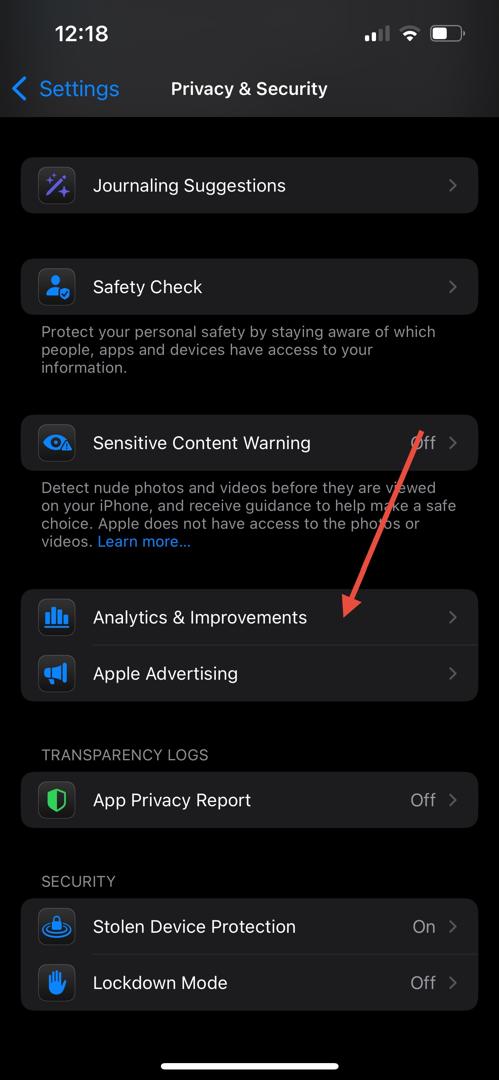 12:18
Settings
Privacy & Security
Journaling Suggestions
Safety Check
Protect your personal safety by staying aware of which
people, apps and devices have access to your
information.
Sensitive Content Warning Off
Detect nude photos and videos before they are viewed
on your iPhone, and receive guidance to help make a safe
choice. Apple does not have access to the photos or
videos. Learn more...
Analytics & Improvements
Apple Advertising
TRANSPARENCY LOGS
App Privacy Report Off
SECURITY
Stolen Device Protection On
Lockdown Mode Off